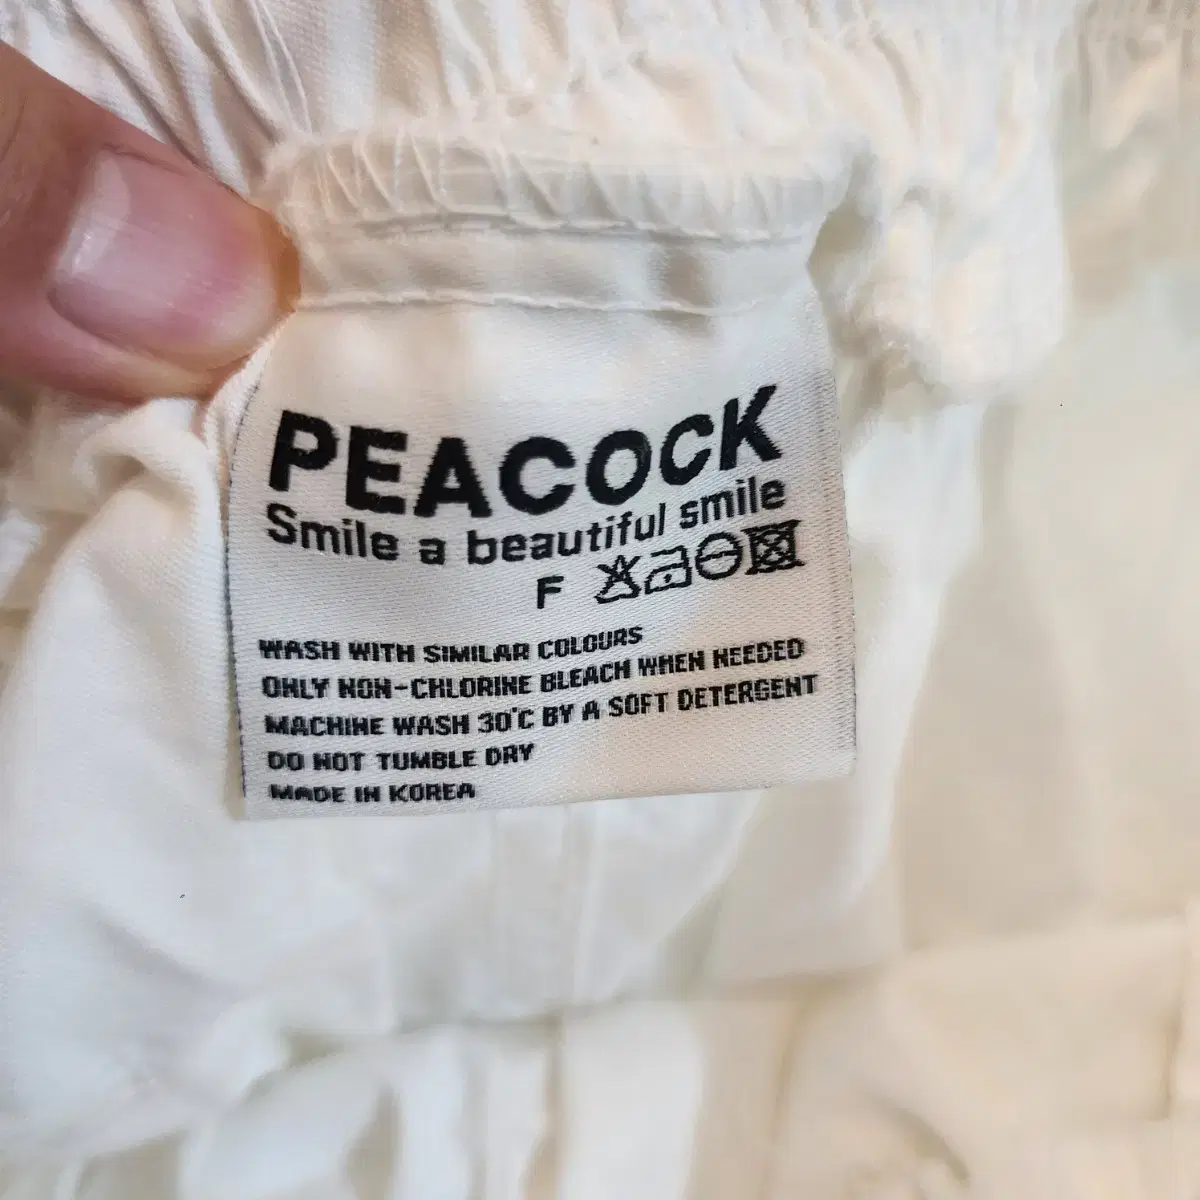 PEACOCK
Smile a beautiful smile
F
WASH WITH SIMILAR COLOURS
ONLY NON-CHLORINE BLEACH WHEN NEEDED
MACHINE WASH 30°C BY A SOFT DETERGENT
DO NOT TUMBLE DRY
MADE IN KOREA